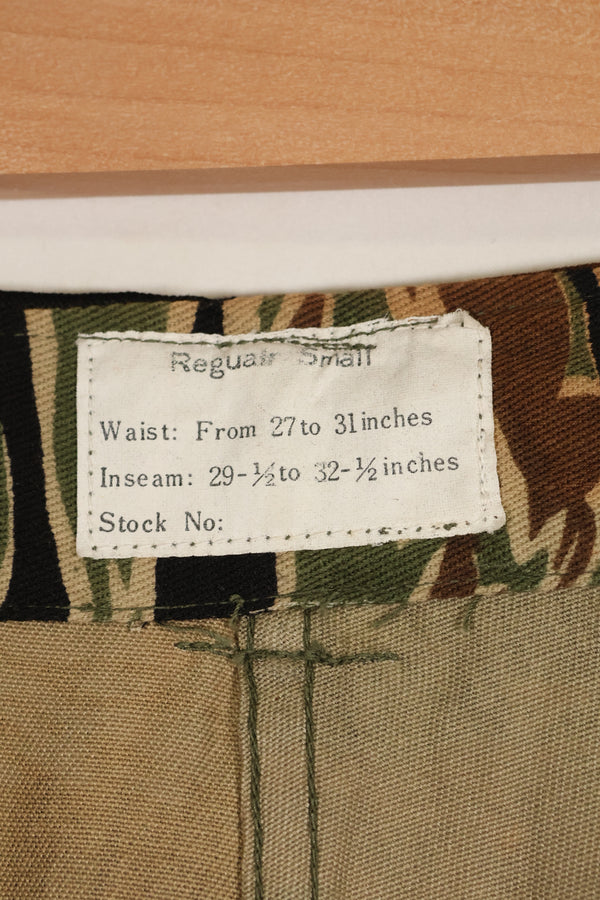 Reguair Small
Waist: From 27 to 31 inches
Inseam: 29-½ to 32-½ inches
Stock No: